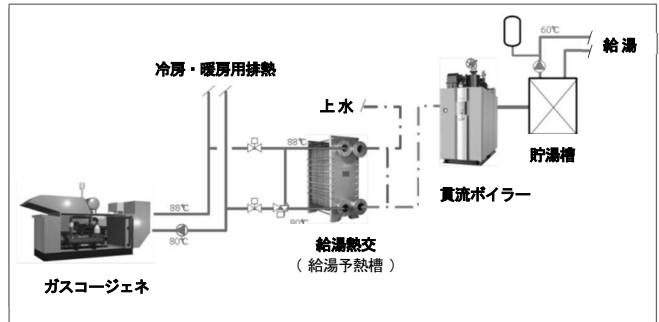 60℃
給湯
冷房・暖房用排熱
上水
88℃
貯湯槽
貫流ボイラー
88℃
80℃
80℃
給湯熱交
（給湯予熱槽）
ガスコージェネ